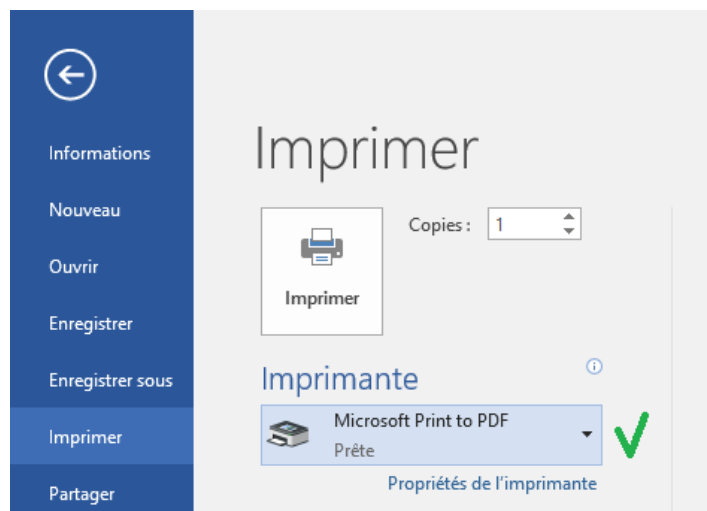 Informations
Nouveau
Ouvrir
Enregistrer
Enregistrer sous
Imprimer
Partager
Imprimer
Copies :
1
Imprimer
Imprimante
Microsoft Print to PDF
Prête
Propriétés de l'imprimante